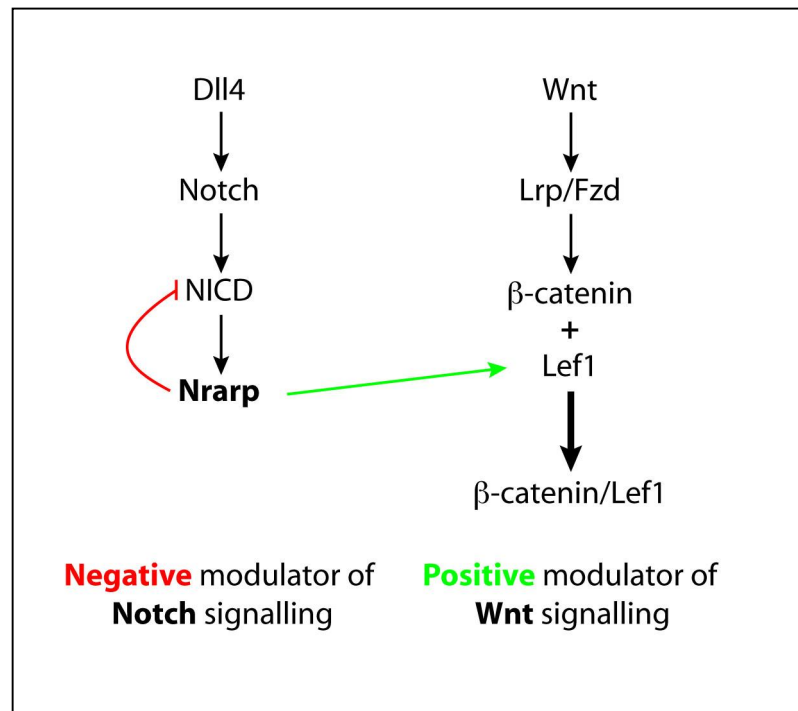 Dll4
Notch
NICD
Nrarp
Wnt
Lrp/Fzd
β-catenin
+
Lef1
β-catenin/Lef1
Negative modulator of
Notch signalling
Positive modulator of
Wnt signalling